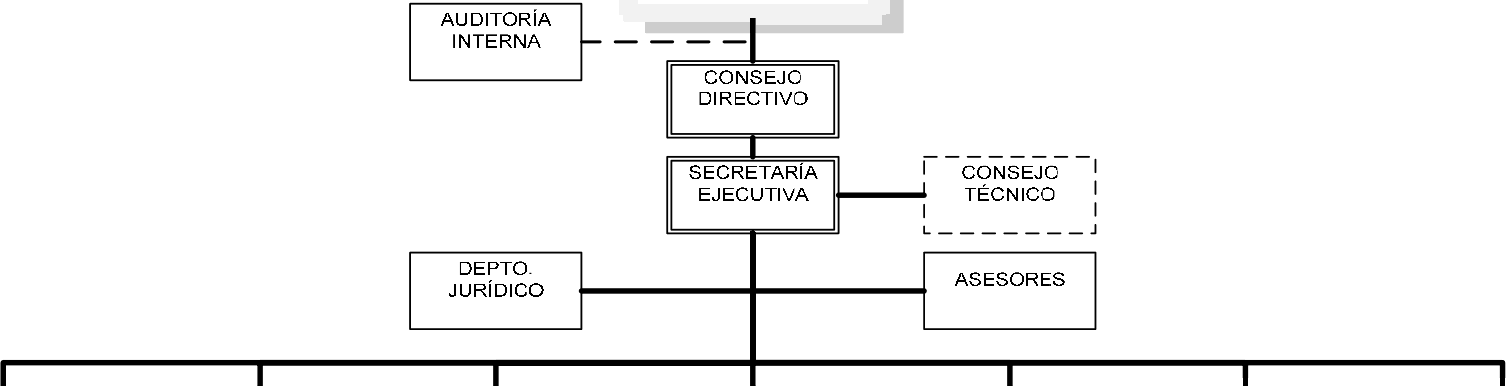 AUDITORÍA
INTERNA
CONSEJO
DIRECTIVO
SECRETARÍA
EJECUTIVA
CONSEJO
TÉCNICO
DEPTO.
JURÍDICO
ASESORES